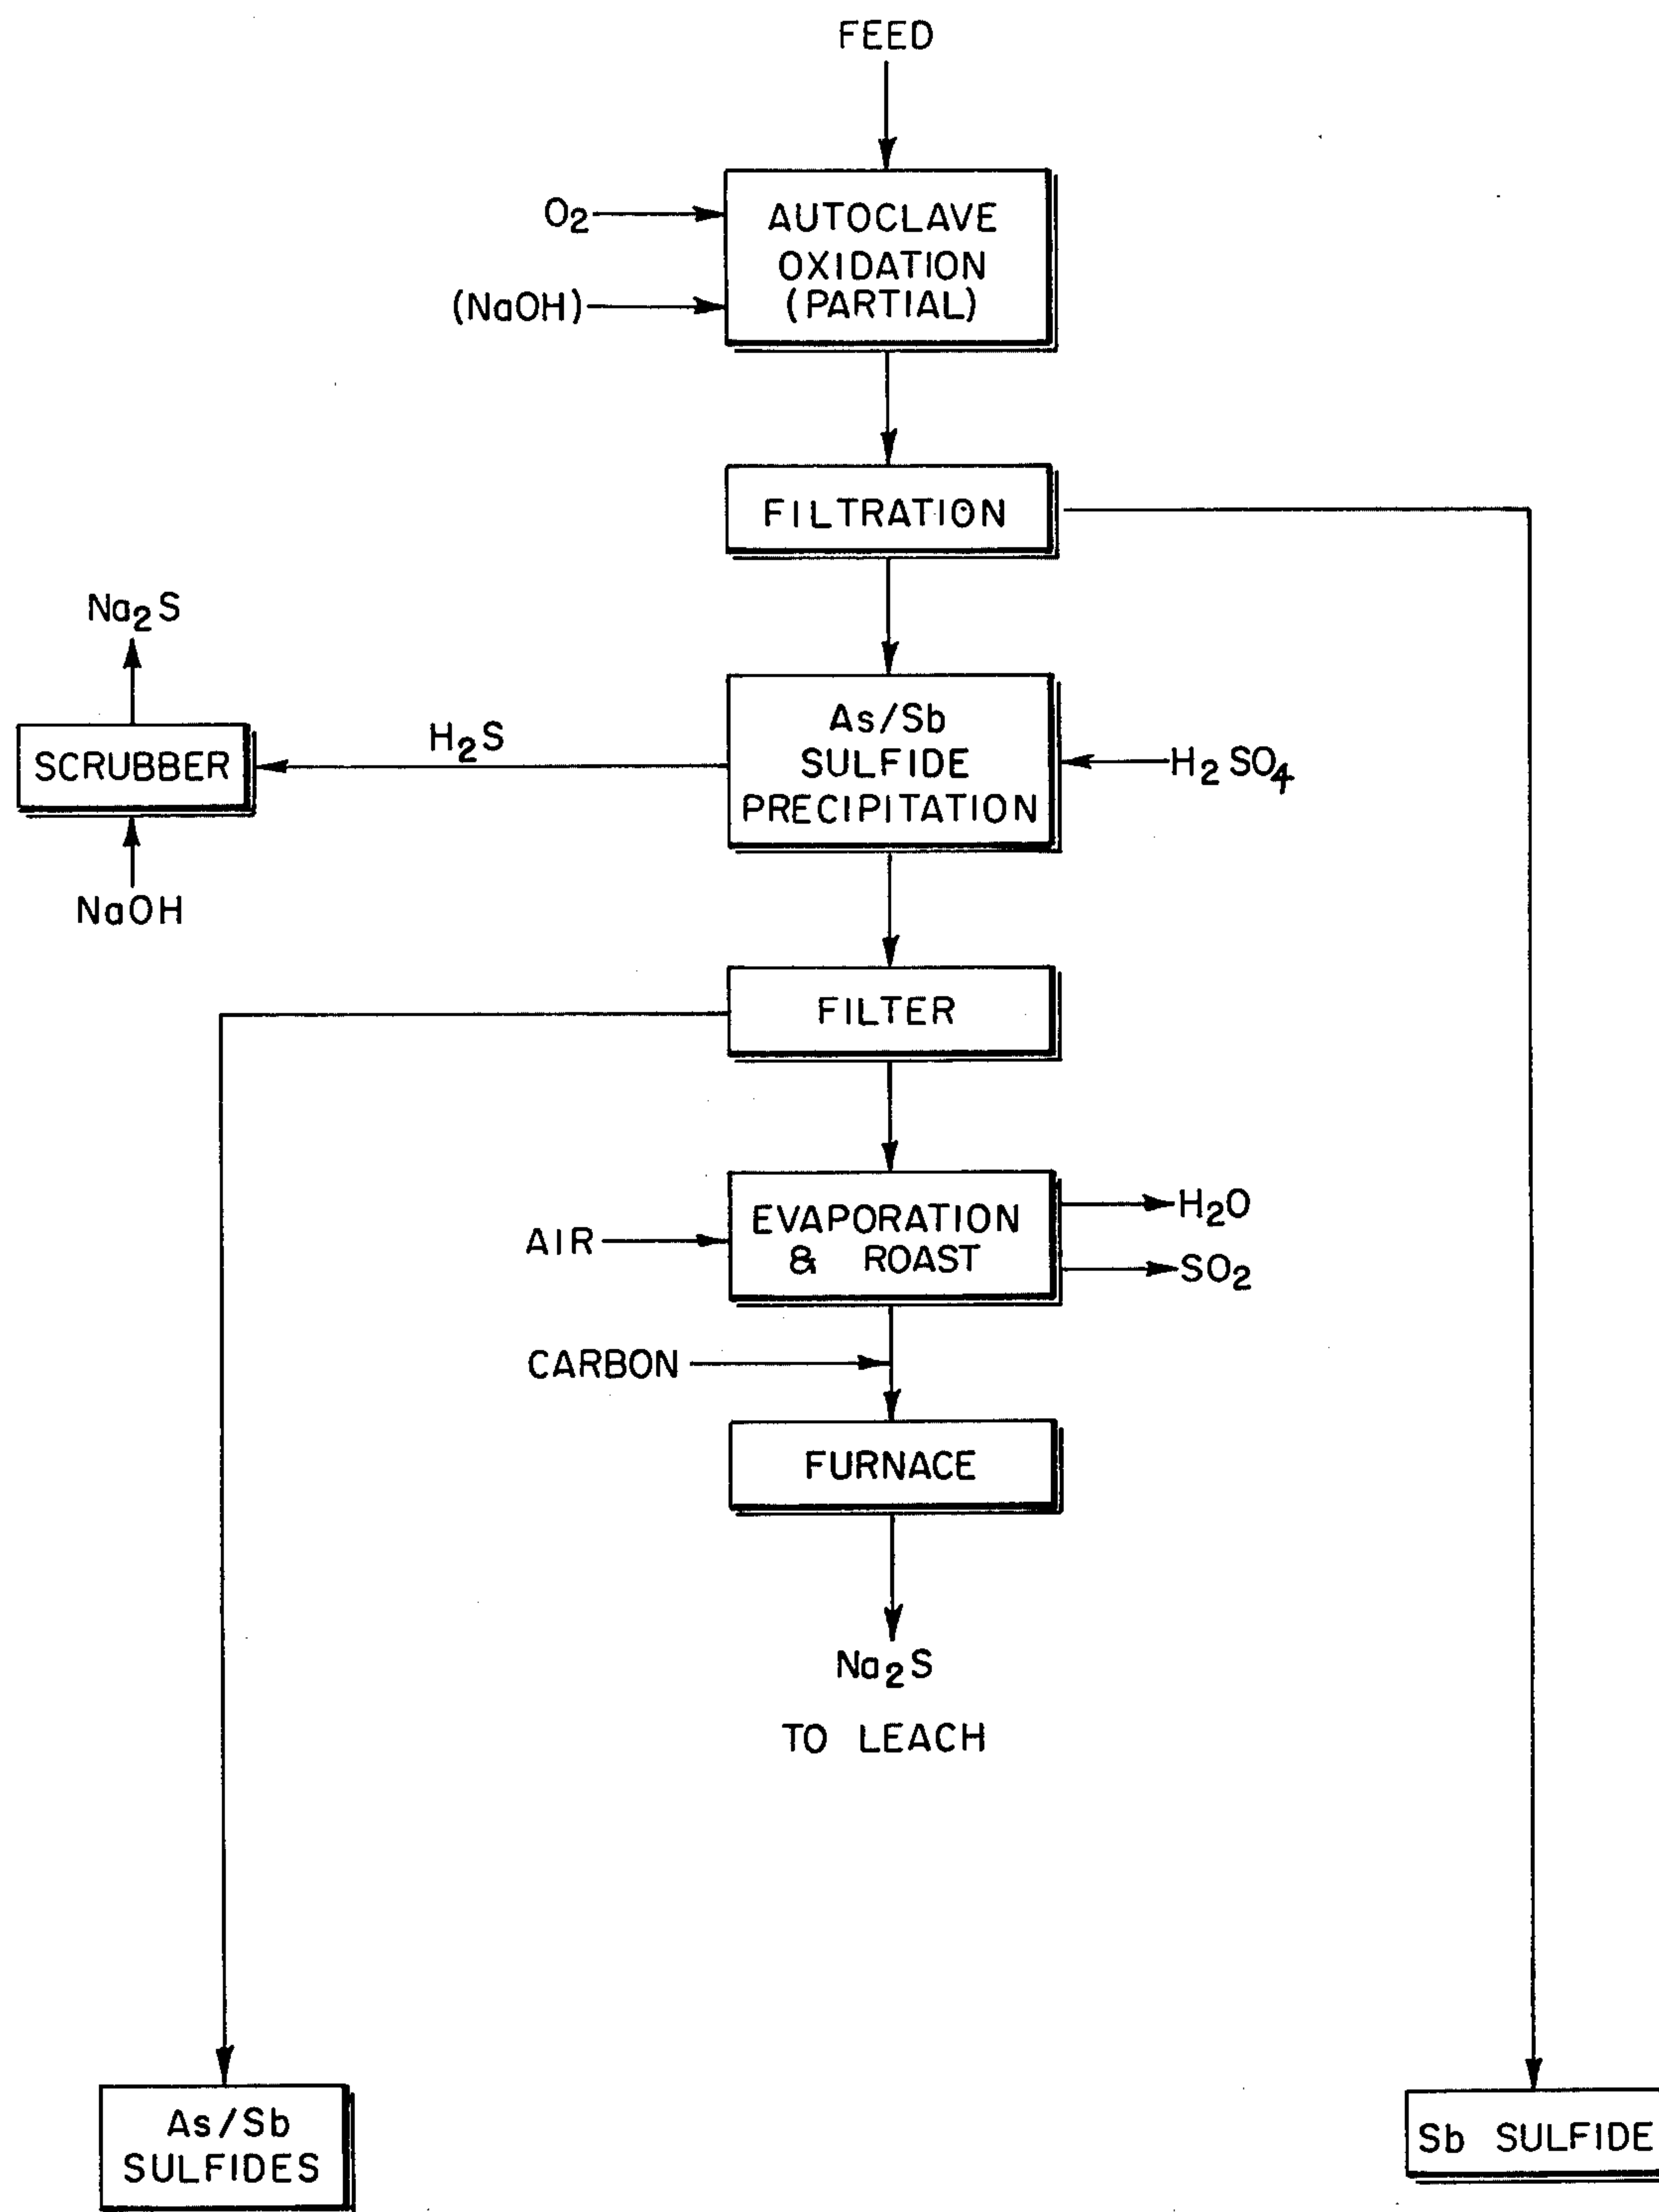 FEED
O₂
AUTOCLAVE
OXIDATION
(PARTIAL)
(NaOH)
FILTRATION
Na₂S
SCRUBBER
NaOH
H₂S
As/Sb
SULFIDE
PRECIPITATION
H₂SO₄
FILTER
AIR
EVAPORATION
& ROAST
H₂O
SO₂
CARBON
FURNACE
Na₂S
TO LEACH
As/Sb
SULFIDES
Sb SULFIDE